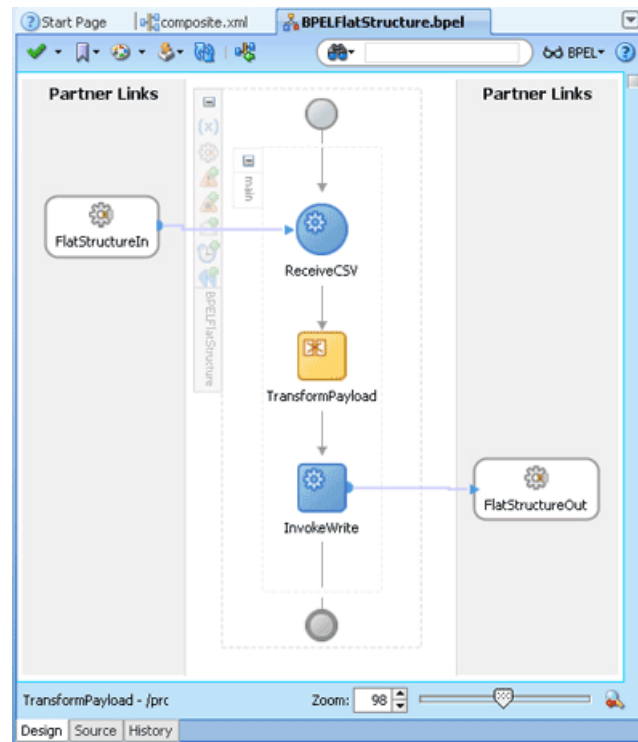 Start Page
composite.xml
BPELFlatStructure.bpel
BPEL
Partner Links
Partner Links
main
FlatStructureIn
ReceiveCSV
BPELFlatStructure
TransformPayload
InvokeWrite
FlatStructureOut
TransformPayload - /prc
Zoom: 98
Design Source History